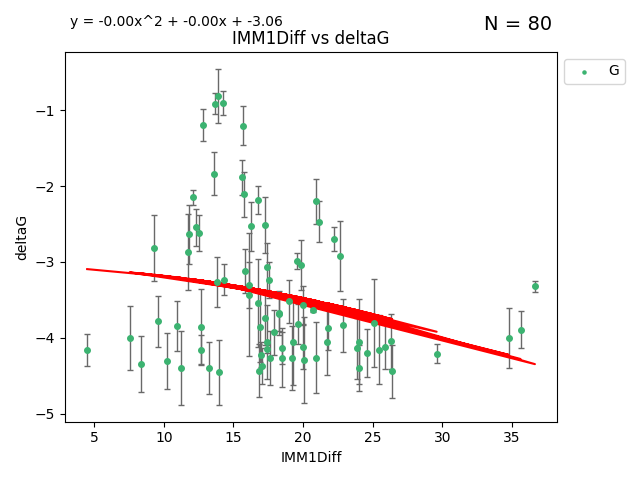 y = -0.00x^2 + -0.00x + -3.06
N = 80
IMM1Diff vs deltaG
G
deltaG
−1
−2
−3
−4
−5
5 10 15 20 25 30 35
IMM1Diff